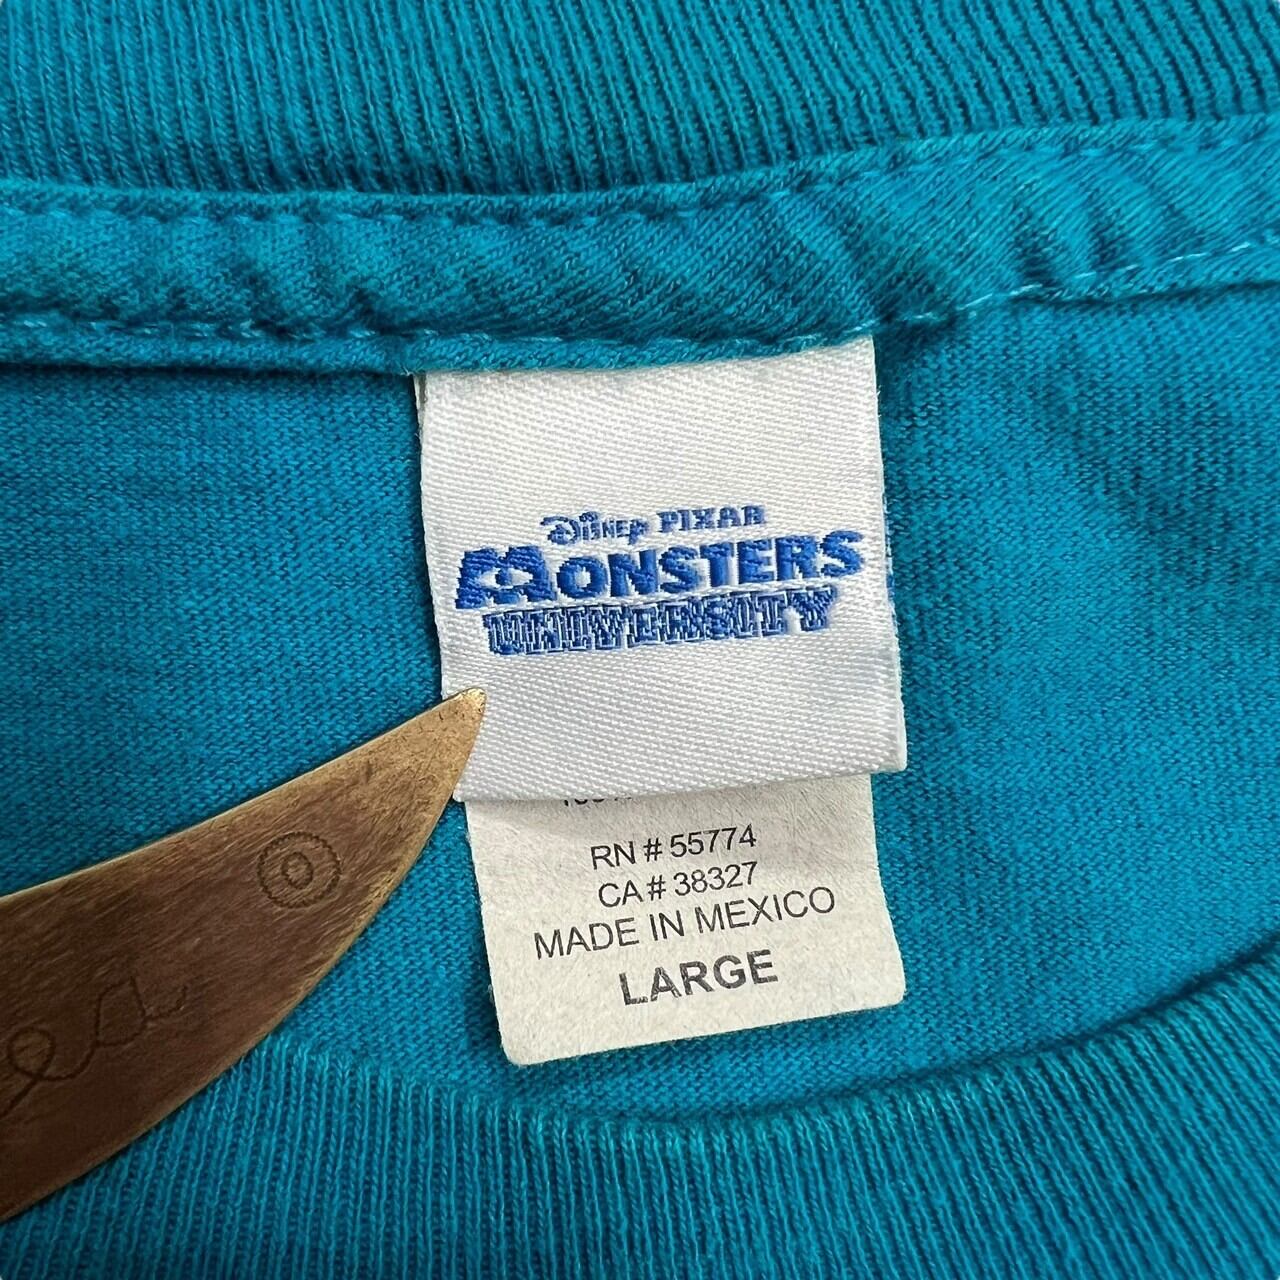 Disney PIXAR
MONSTERS
UNIVERSITY
RN # 55774
CA # 38327
MADE IN MEXICO
LARGE